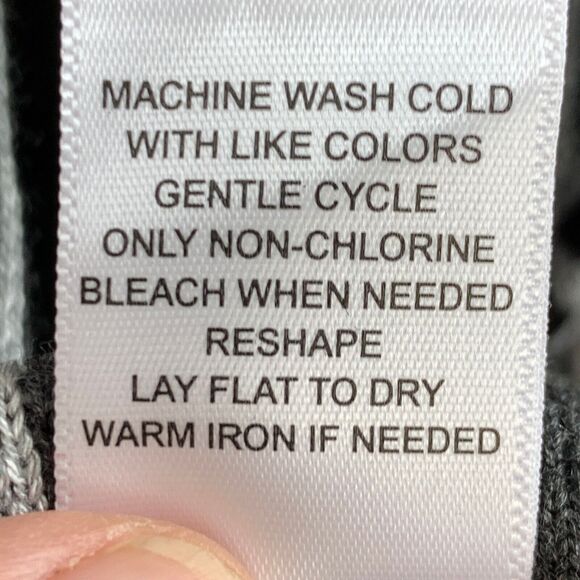 MACHINE WASH COLD
WITH LIKE COLORS
GENTLE CYCLE
ONLY NON-CHLORINE
BLEACH WHEN NEEDED
RESHAPE
LAY FLAT TO DRY
WARM IRON IF NEEDED